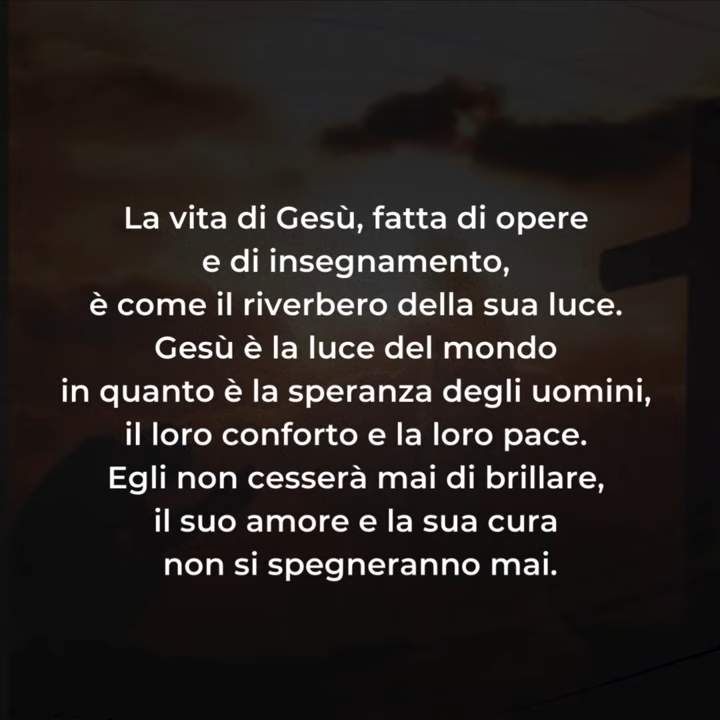 La vita di Gesù, fatta di opere
e di insegnamento,
è come il riverbero della sua luce.
Gesù è la luce del mondo
in quanto è la speranza degli uomini,
il loro conforto e la loro pace.
Egli non cesserà mai di brillare,
il suo amore e la sua cura
non si spegneranno mai.